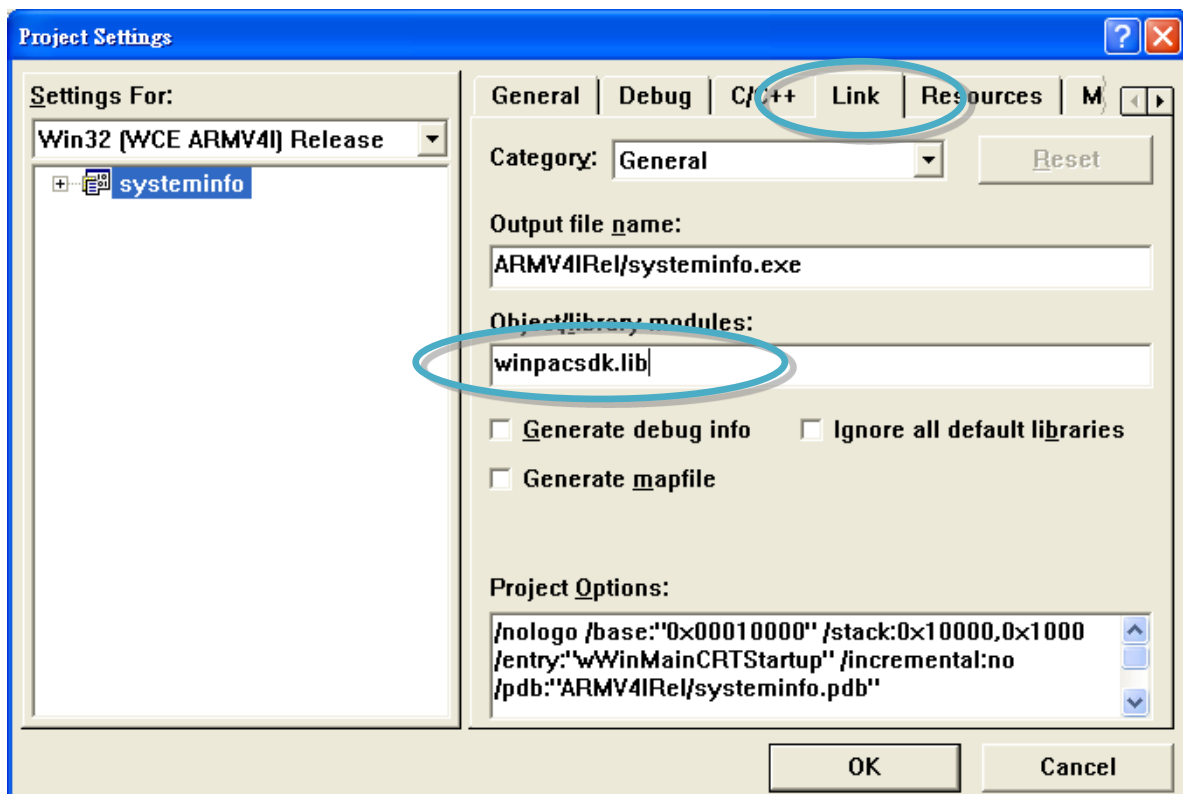 Project Settings
Settings For:
Win32 (WCE ARMV4I) Release
systeminfo
General Debug C/C++ Link Resources M
Category: General Reset
Output file name:
ARMV4IRel/systeminfo.exe
Object/library modules:
winpacsdk.lib
Generate debug info Ignore all default libraries
Generate mapfile
Project Options:
/nologo /base:"0x00010000" /stack:0x10000,0x1000
/entry:"wWinMainCRTStartup" /incremental:no
/pdb:"ARMV4IRel/systeminfo.pdb"
OK Cancel